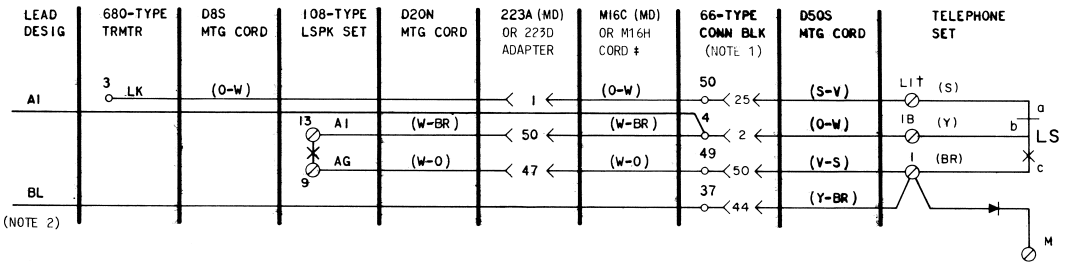 LEAD DESIG
680-TYPE TRMTR
D8S MTG CORD
108-TYPE LSPK SET
D20N MTG CORD
223A (MD) OR 223D ADAPTER
M16C (MD) OR M16H CORD ‡
66-TYPE CONN BLK (NOTE 1)
D50S MTG CORD
TELEPHONE SET
A1 3 LK (O-W) 1 (O-W) 50 25 (S-V) L1† (S) a
13 A1 (W-BR) 50 (W-BR) 4 2 (O-W) 1B (Y) b LS
9 AG (W-O) 47 (W-O) 49 50 (V-S) 1 (BR) c
BL 37 44 (Y-BR)
(NOTE 2) M